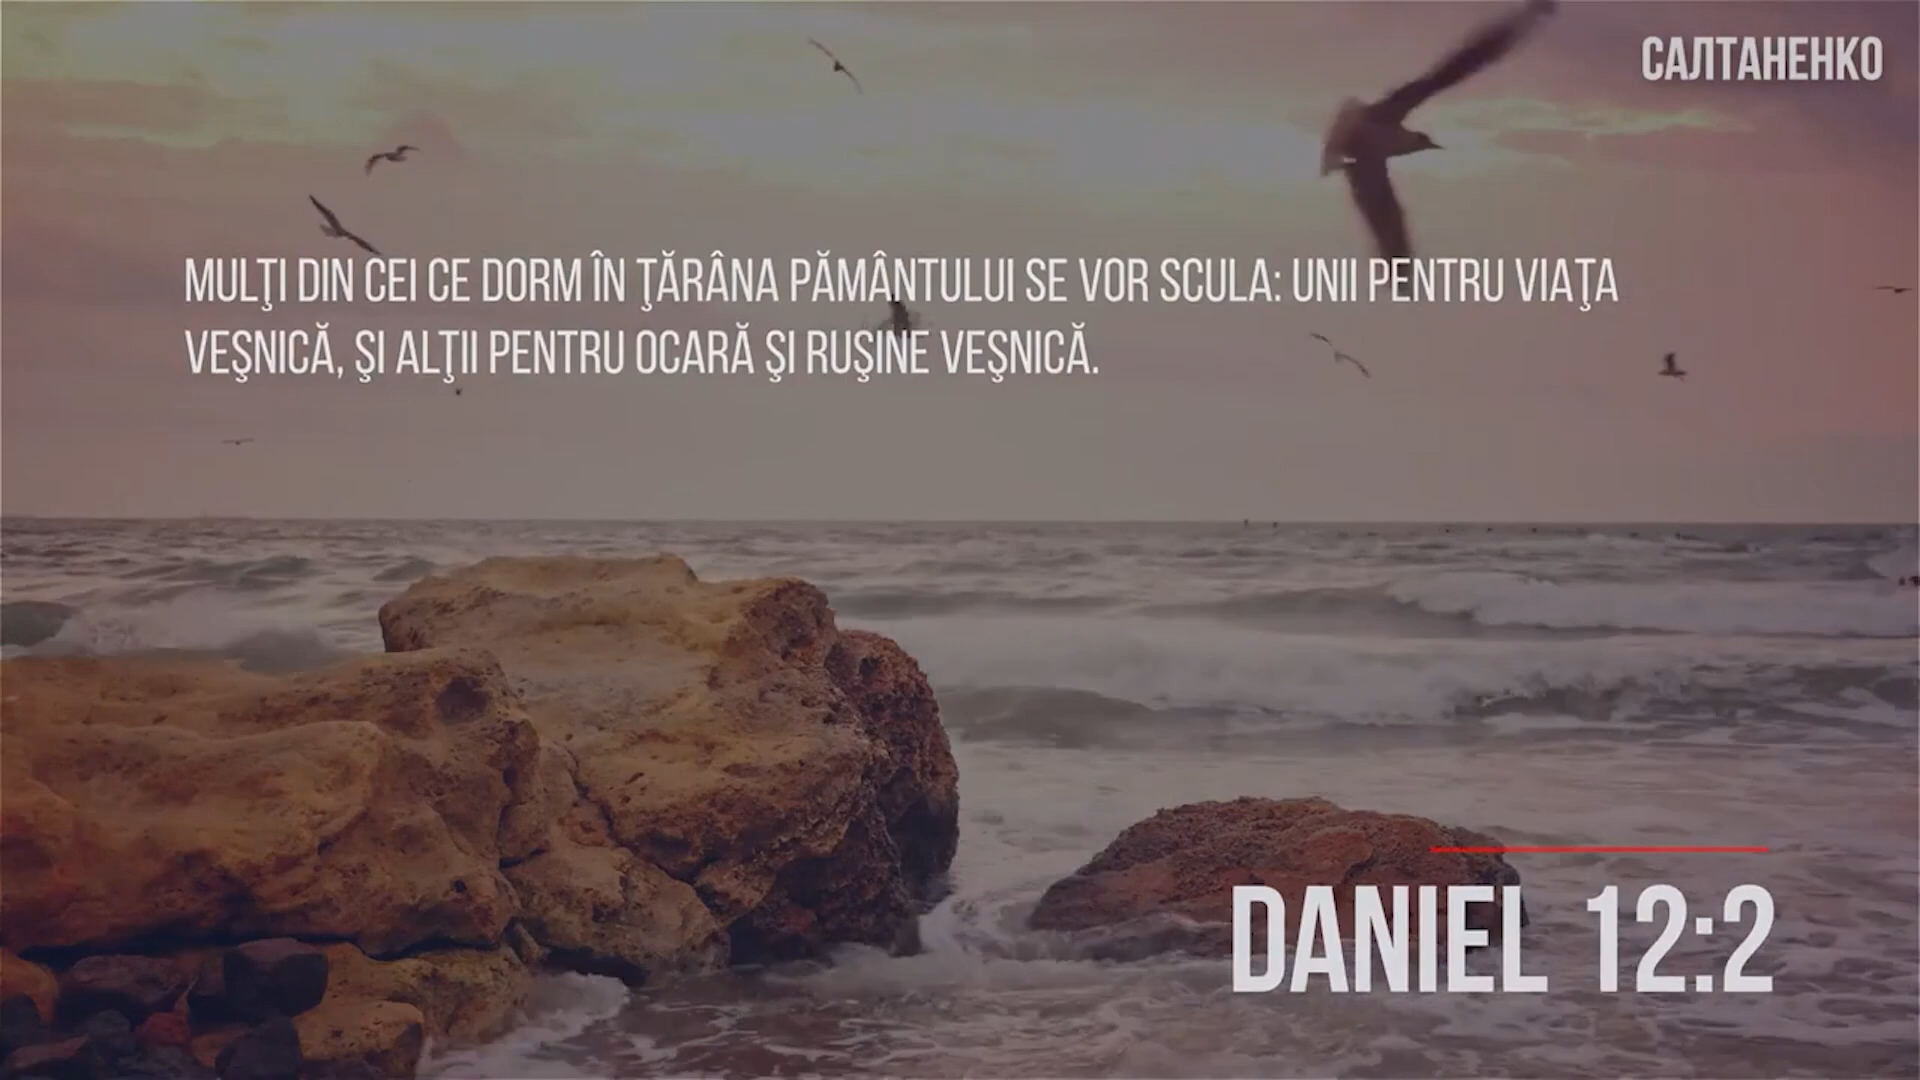 САЛТАНЕНКО
MULŢI DIN CEI CE DORM ÎN ŢĂRÂNA PĂMÂNTULUI SE VOR SCULA: UNII PENTRU VIAŢA
VEŞNICĂ, ŞI ALŢII PENTRU OCARĂ ŞI RUŞINE VEŞNICĂ.
DANIEL 12:2